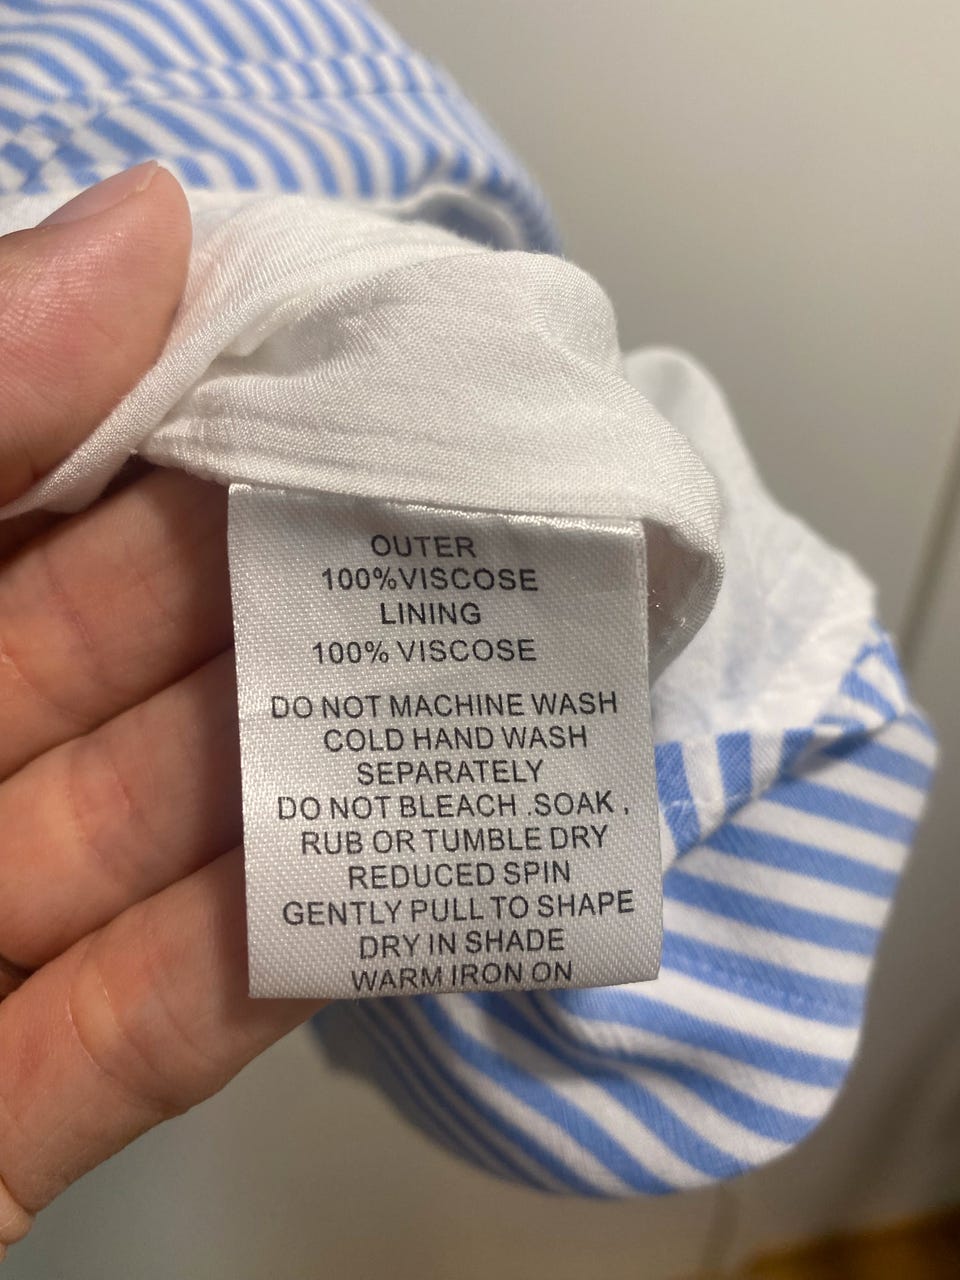 OUTER
100%VISCOSE
LINING
100% VISCOSE
DO NOT MACHINE WASH
COLD HAND WASH
SEPARATELY
DO NOT BLEACH .SOAK ,
RUB OR TUMBLE DRY
REDUCED SPIN
GENTLY PULL TO SHAPE
DRY IN SHADE
WARM IRON ON